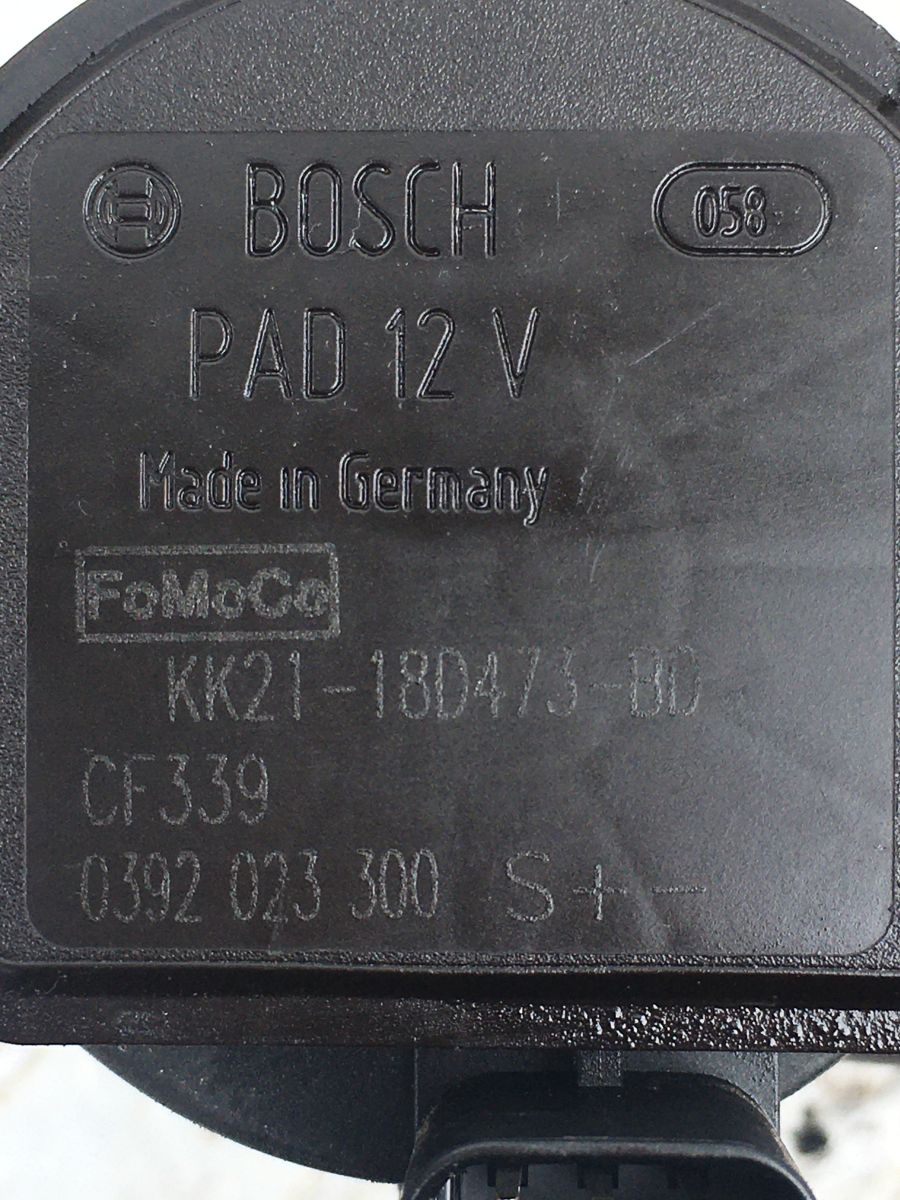 BOSCH 058
PAD 12 V
Made in Germany
FoMoCo
KK21-18D473-BD
CF339
0392 023 300 S + -